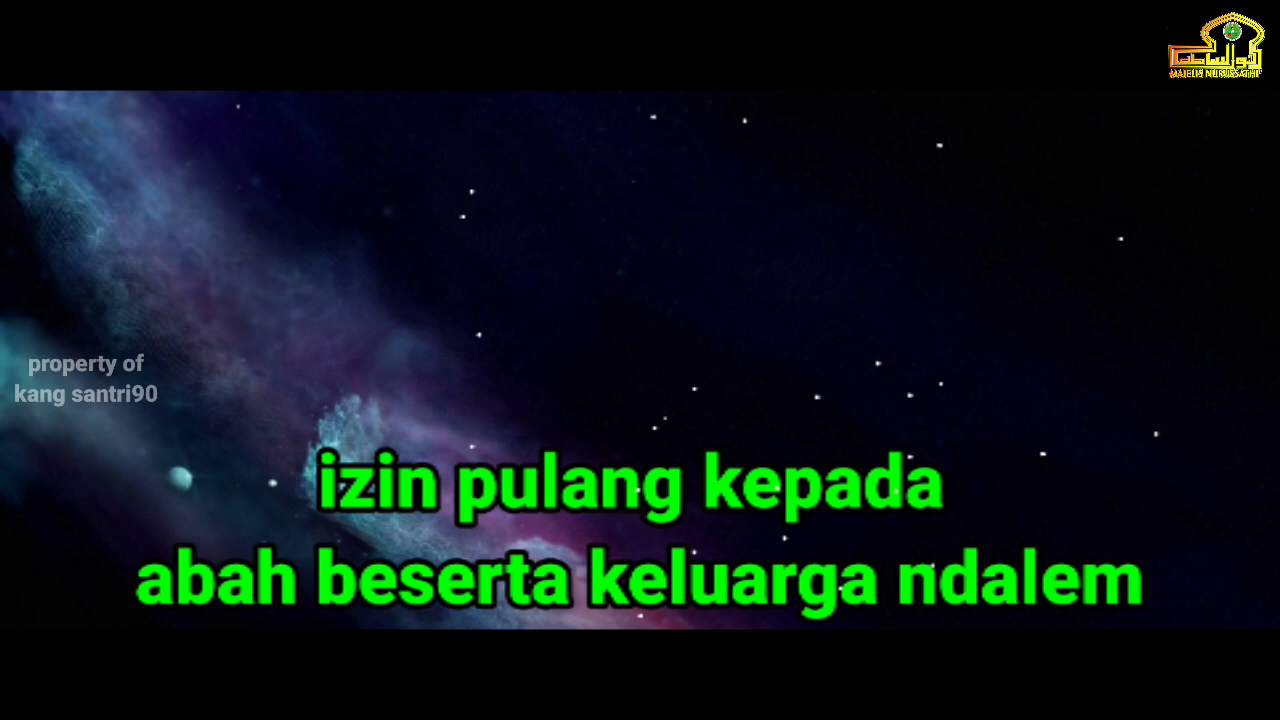 property of
kang santri90
izin pulang kepada
abah beserta keluarga ndalem